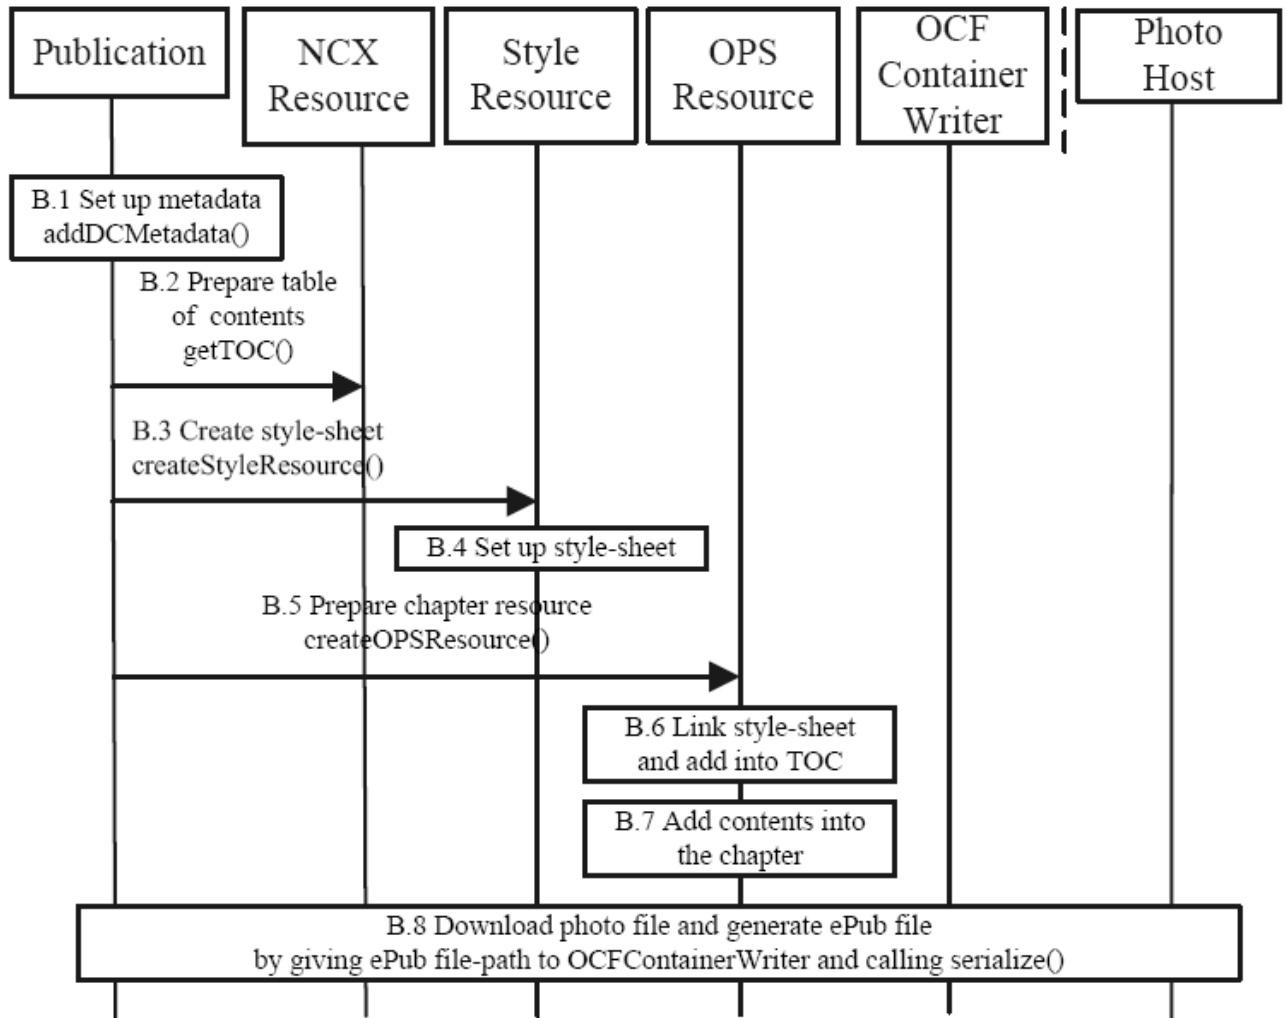 Publication
NCX
Resource
Style
Resource
OPS
Resource
OCF
Container
Writer
Photo
Host
B.1 Set up metadata
addDCMetadata()
B.2 Prepare table
of contents
getTOC()
B.3 Create style-sheet
createStyleResource()
B.4 Set up style-sheet
B.5 Prepare chapter resource
createOPSResource()
B.6 Link style-sheet
and add into TOC
B.7 Add contents into
the chapter
B.8 Download photo file and generate ePub file
by giving ePub file-path to OCFContainerWriter and calling serialize()